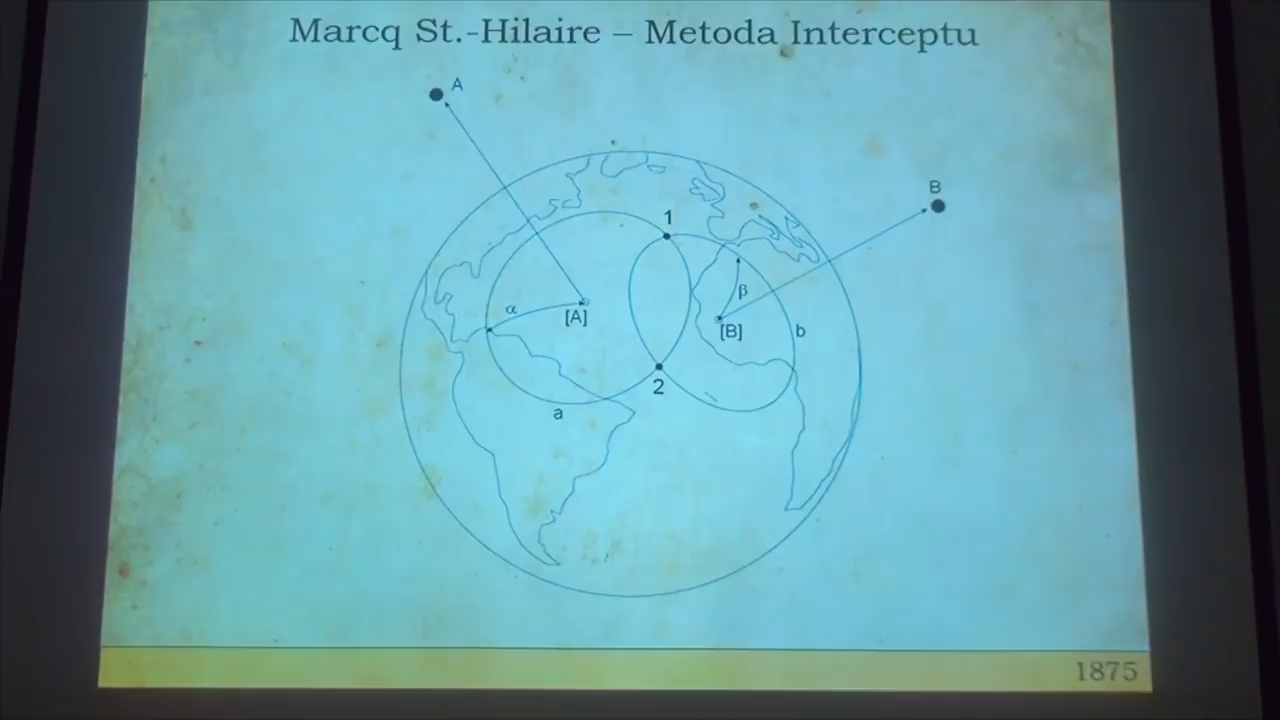 Marcq St.-Hilaire – Metoda Interceptu
A
B
1
α
[A]
β
[B]
b
2
a
1875